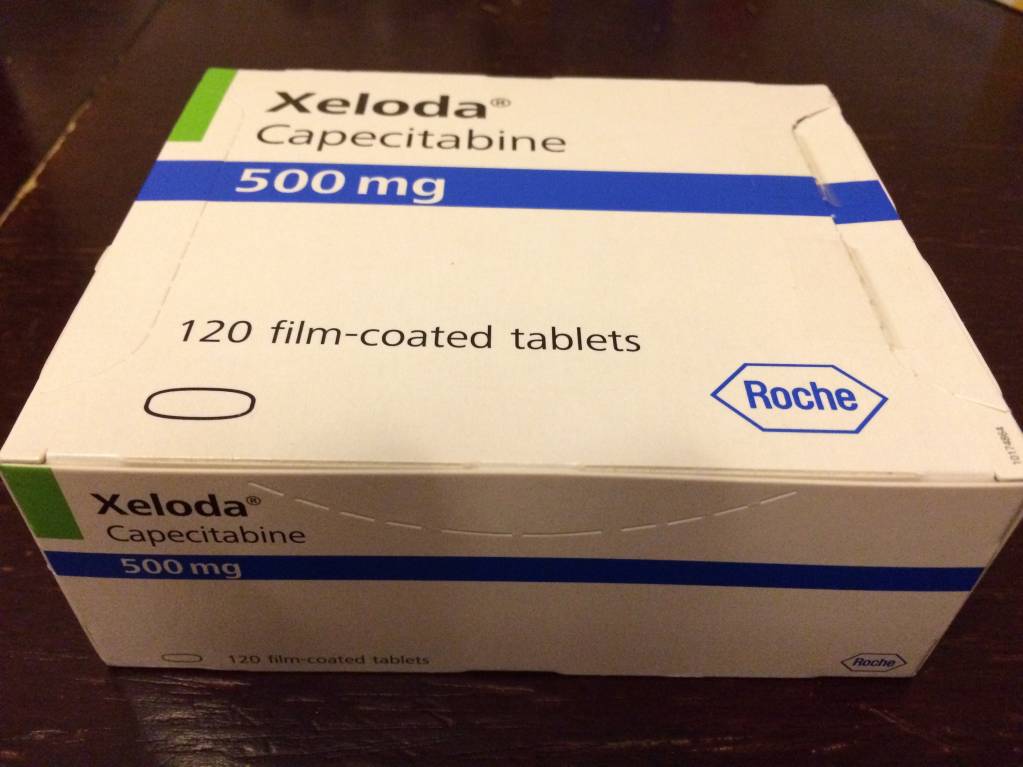 Xeloda®
Capecitabine
500 mg
120 film-coated tablets
Roche
Xeloda®
Capecitabine
500 mg
120 film-coated tablets
Roche